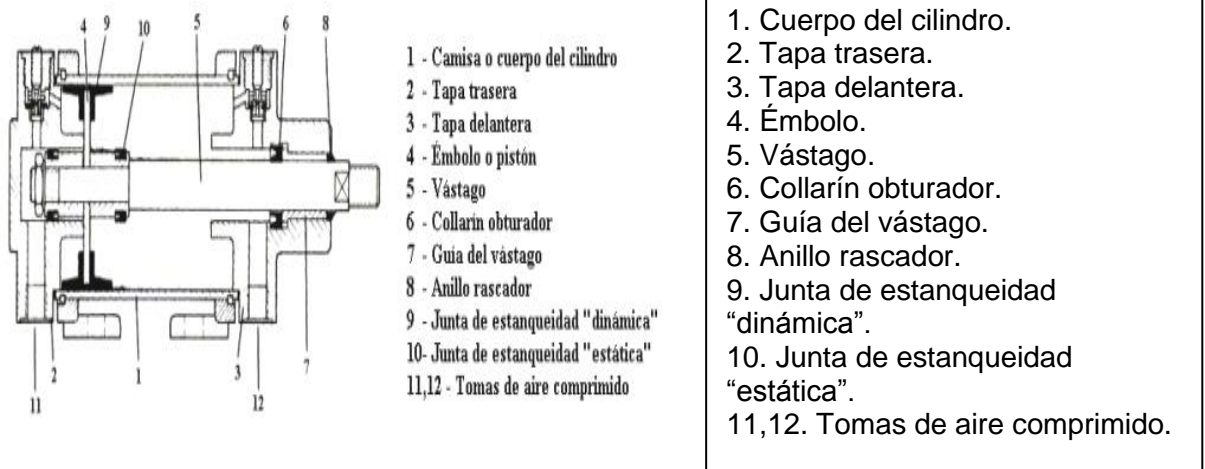 4 9 10 5 6 8
1 - Camisa o cuerpo del cilindro
2 - Tapa trasera
3 - Tapa delantera
4 - Émbolo o pistón
5 - Vástago
6 - Collarín obturador
7 - Guía del vástago
8 - Anillo rascador
9 - Junta de estanqueidad "dinámica"
10- Junta de estanqueidad "estática"
11,12 - Tomas de aire comprimido
2 1 3 7
11 12
1. Cuerpo del cilindro.
2. Tapa trasera.
3. Tapa delantera.
4. Émbolo.
5. Vástago.
6. Collarín obturador.
7. Guía del vástago.
8. Anillo rascador.
9. Junta de estanqueidad
“dinámica”.
10. Junta de estanqueidad
“estática”.
11,12. Tomas de aire comprimido.